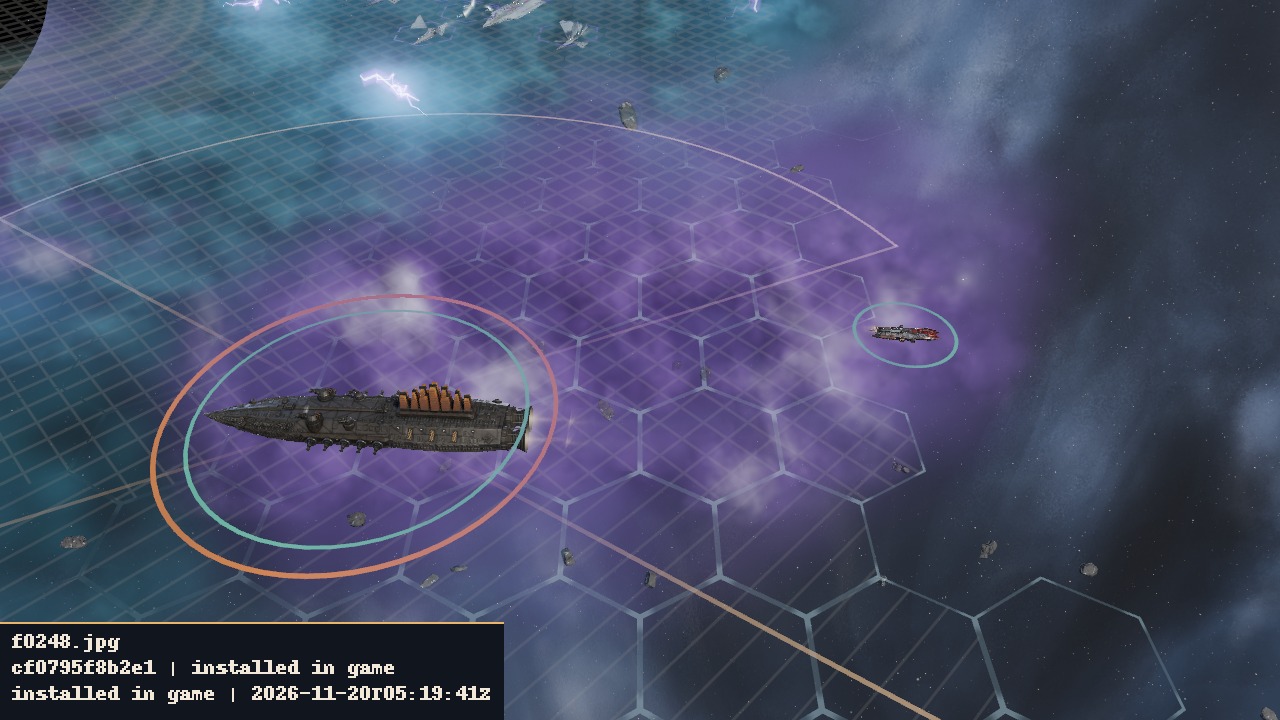 f0248.jpg
cf0795f8b2e1 | installed in game
installed in game | 2026-11-20T05:19:41Z